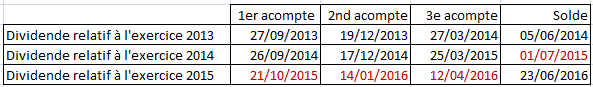 1er acompte 2nd acompte 3e acompte Solde
Dividende relatif à l'exercice 2013 27/09/2013 19/12/2013 27/03/2014 05/06/2014
Dividende relatif à l'exercice 2014 26/09/2014 17/12/2014 25/03/2015 01/07/2015
Dividende relatif à l'exercice 2015 21/10/2015 14/01/2016 12/04/2016 23/06/2016